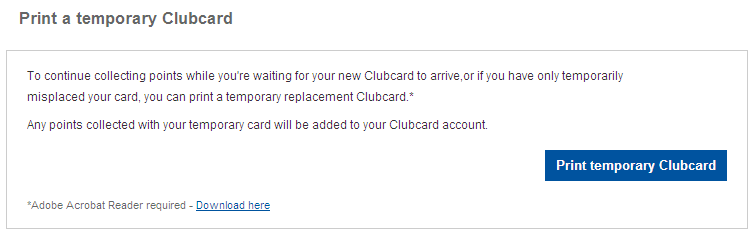 Print a temporary Clubcard
To continue collecting points while you're waiting for your new Clubcard to arrive,or if you have only temporarily
misplaced your card, you can print a temporary replacement Clubcard.*
Any points collected with your temporary card will be added to your Clubcard account.
Print temporary Clubcard
*Adobe Acrobat Reader required - Download here